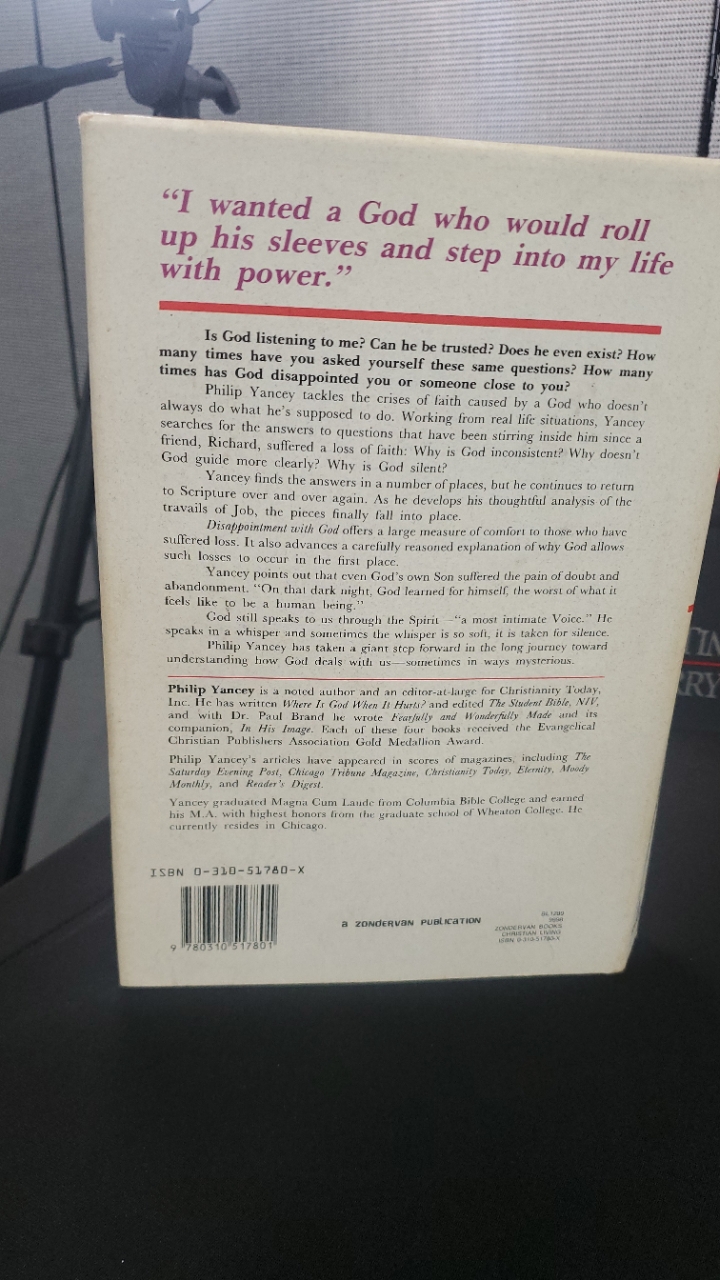 “I wanted a God who would roll
up his sleeves and step into my life
with power.”
Is God listening to me? Can he be trusted? Does he even exist? How
many times have you asked yourself these same questions? How many
times has God disappointed you or someone close to you?
Philip Yancey tackles the crises of faith caused by a God who doesn't
always do what he's supposed to do. Working from real life situations, Yancey
searches for the answers to questions that have been stirring inside him since a
friend, Richard, suffered a loss of faith: Why is God inconsistent? Why doesn't
God guide more clearly? Why is God silent?
Yancey finds the answers in a number of places, but he continues to return
to Scripture over and over again. As he develops his thoughtful analysis of the
travails of Job, the pieces finally fall into place.
Disappointment with God offers a large measure of comfort to those who have
suffered loss. It also advances a carefully reasoned explanation of why God allows
such losses to occur in the first place.
Yancey points out that even God's own Son suffered the pain of doubt and
abandonment. “On that dark night, God learned for himself, the worst of what it
feels like to be a human being.”
God still speaks to us through the Spirit—“a most intimate Voice.” He
speaks in a whisper and sometimes the whisper is so soft, it is taken for silence.
Philip Yancey has taken a giant step forward in the long journey toward
understanding how God deals with us—sometimes in ways mysterious.
Philip Yancey is a noted author and an editor-at-large for Christianity Today,
Inc. He has written Where Is God When It Hurts? and edited The Student Bible, NIV,
and with Dr. Paul Brand he wrote Fearfully and Wonderfully Made and its
companion, In His Image. Each of these four books received the Evangelical
Christian Publishers Association Gold Medallion Award.
Philip Yancey's articles have appeared in scores of magazines, including The
Saturday Evening Post, Chicago Tribune Magazine, Christianity Today, Eternity, Moody
Monthly, and Reader's Digest.
Yancey graduated Magna Cum Laude from Columbia Bible College and earned
his M.A. with highest honors from the graduate school of Wheaton College. He
currently resides in Chicago.
ISBN 0-310-51780-X
9 780310 517801
a ZONDERVAN PUBLICATION
ZONDERVAN BOOKS
CHRISTIAN LIVING
ISBN 0-310-51780-X